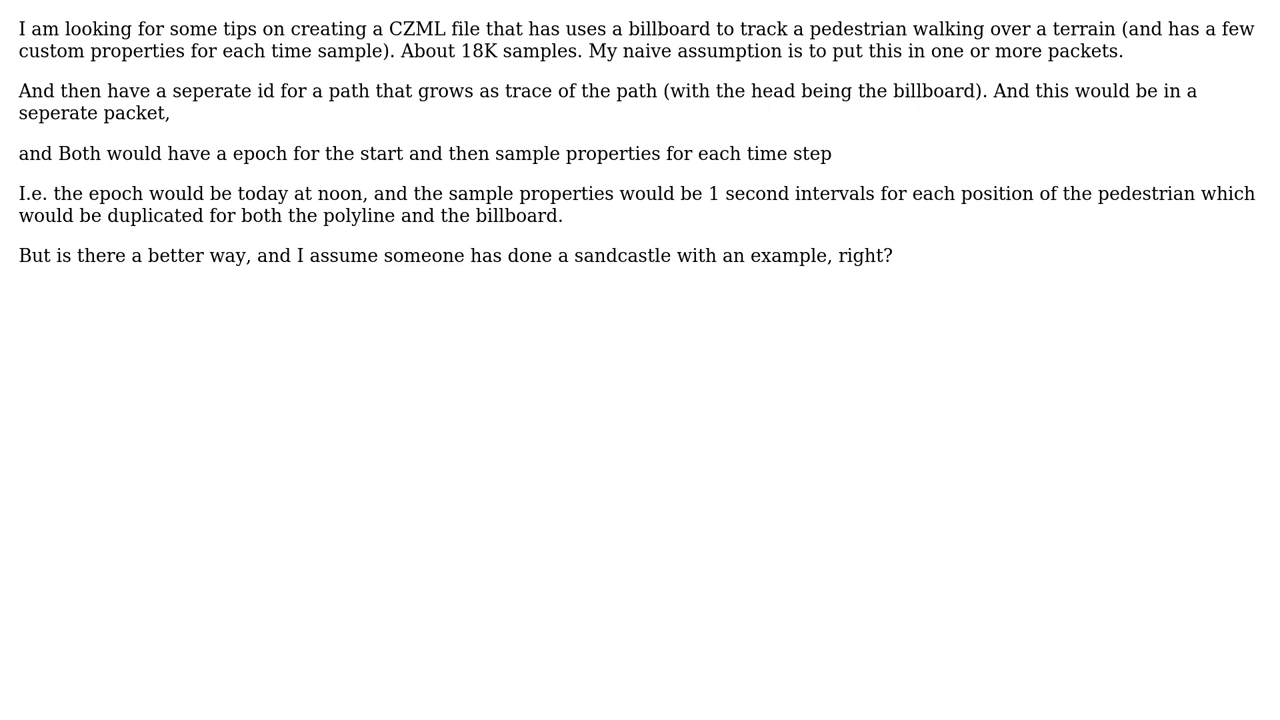 I am looking for some tips on creating a CZML file that has uses a billboard to track a pedestrian walking over a terrain (and has a few
custom properties for each time sample). About 18K samples. My naive assumption is to put this in one or more packets.
And then have a seperate id for a path that grows as trace of the path (with the head being the billboard). And this would be in a
seperate packet,
and Both would have a epoch for the start and then sample properties for each time step
I.e. the epoch would be today at noon, and the sample properties would be 1 second intervals for each position of the pedestrian which
would be duplicated for both the polyline and the billboard.
But is there a better way, and I assume someone has done a sandcastle with an example, right?